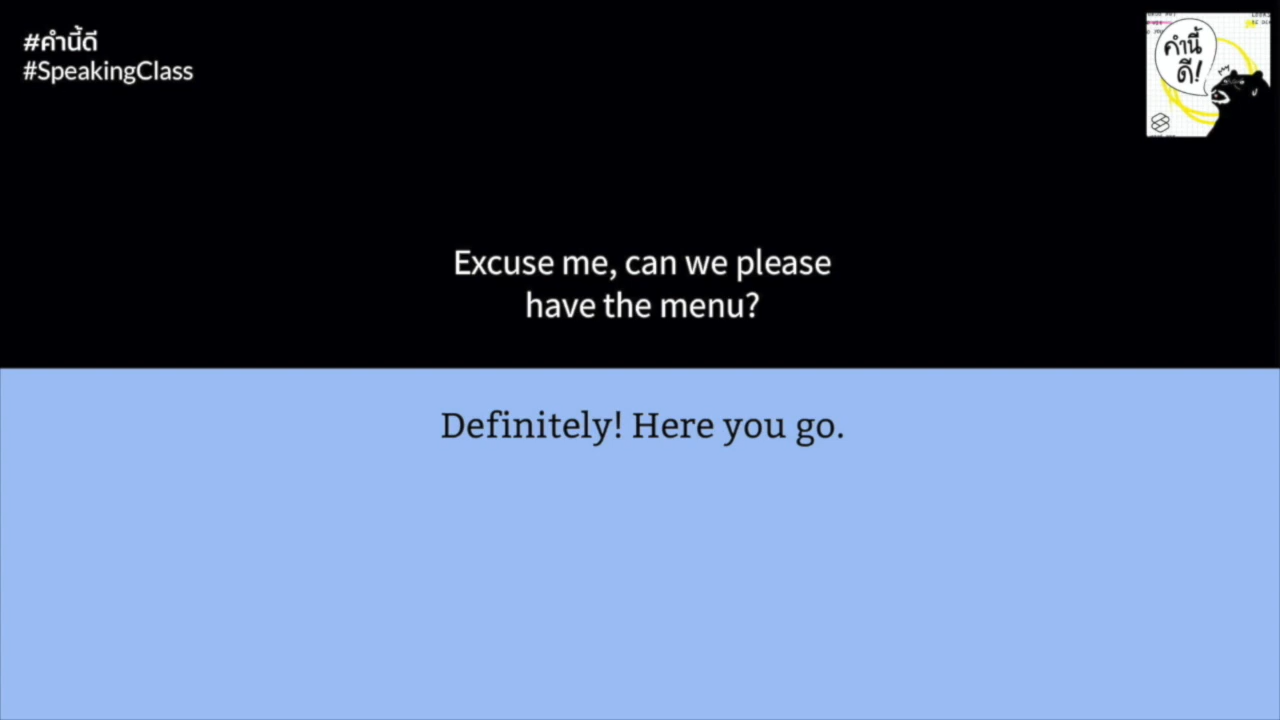 #คำนี้ดี
#SpeakingClass
คำนี้
ดี!
Excuse me, can we please
have the menu?
Definitely! Here you go.